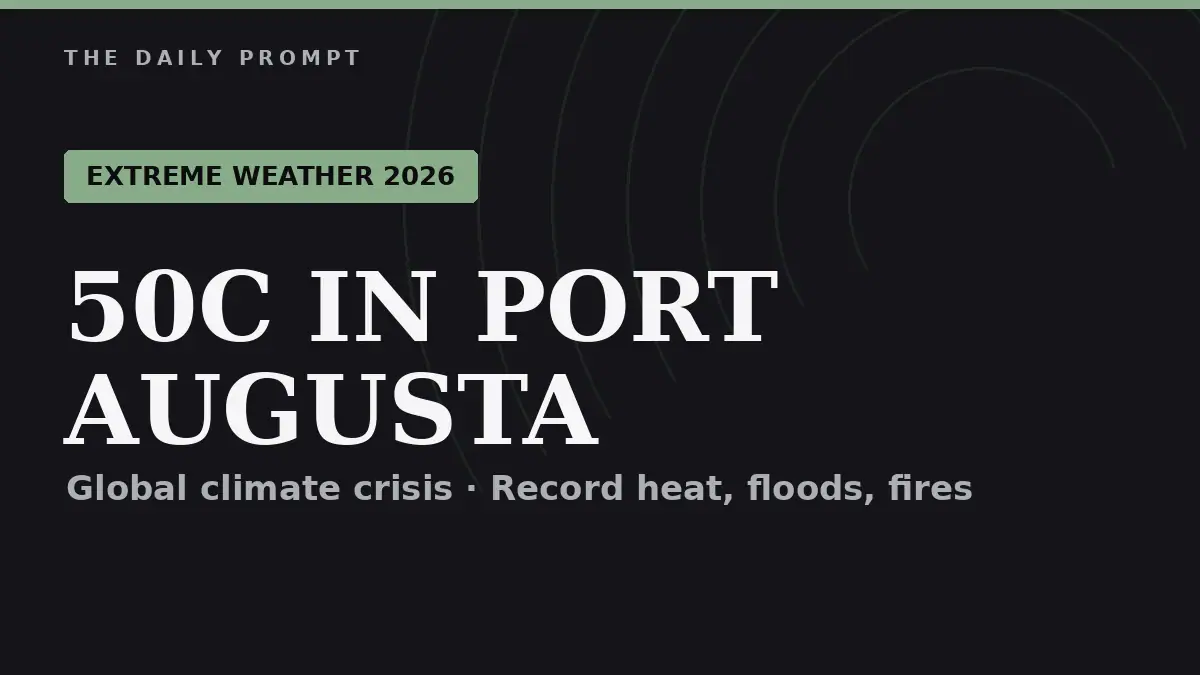 THE DAILY PROMPT
EXTREME WEATHER 2026
50C IN PORT
AUGUSTA
Global climate crisis · Record heat, floods, fires